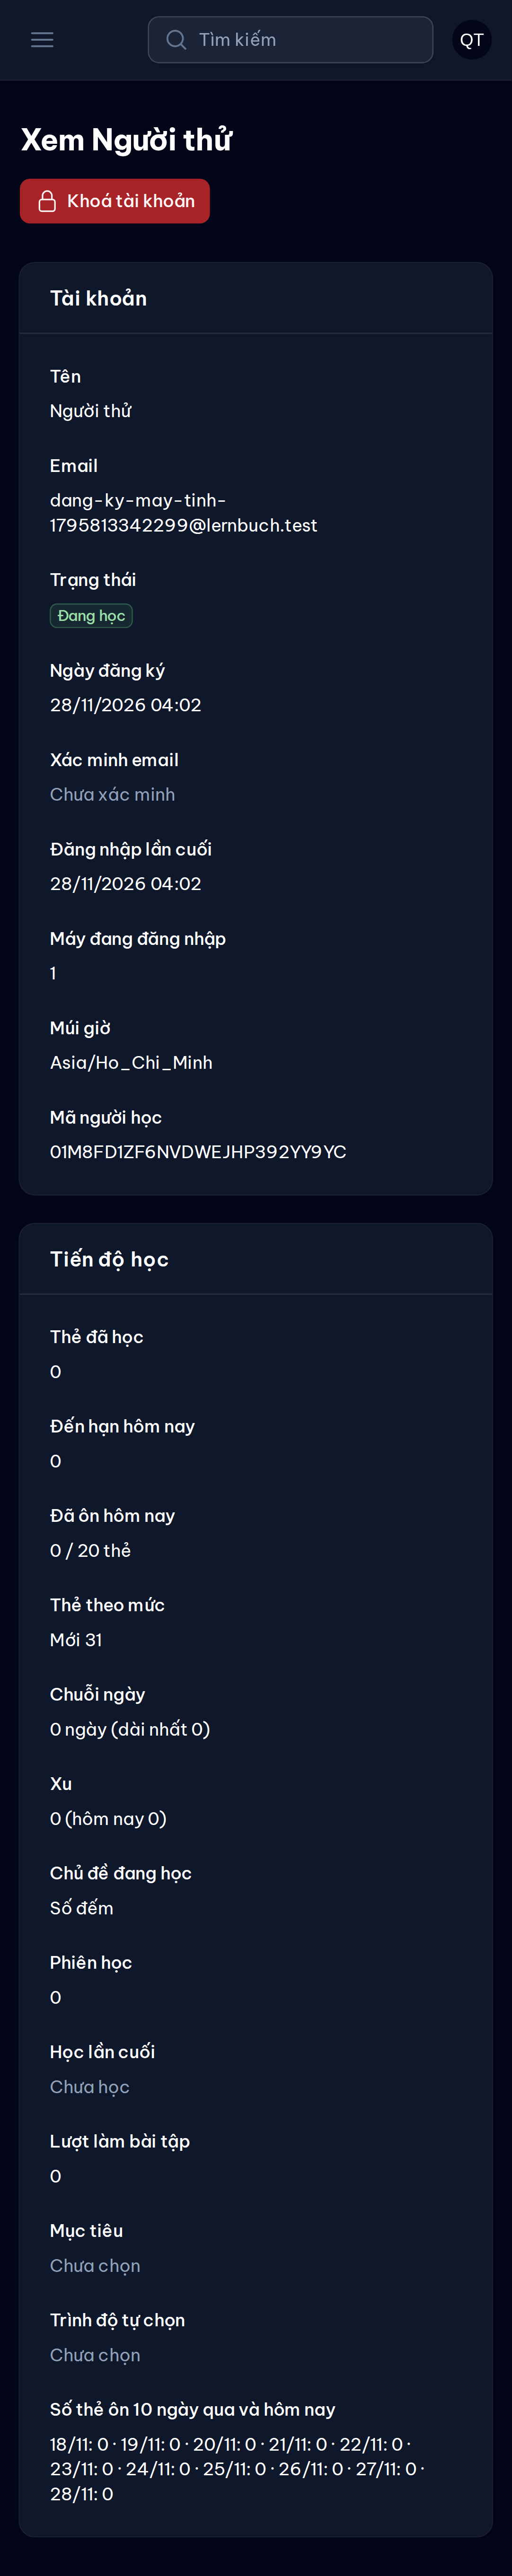 Tìm kiếm
QT
Xem Người thử
Khoá tài khoản
Tài khoản
Tên
Người thử
Email
dang-ky-may-tinh-
1795813342299@lernbuch.test
Trạng thái
Đang học
Ngày đăng ký
28/11/2026 04:02
Xác minh email
Chưa xác minh
Đăng nhập lần cuối
28/11/2026 04:02
Máy đang đăng nhập
1
Múi giờ
Asia/Ho_Chi_Minh
Mã người học
01M8FD1ZF6NVDWEJHP392YY9YC
Tiến độ học
Thẻ đã học
0
Đến hạn hôm nay
0
Đã ôn hôm nay
0 / 20 thẻ
Thẻ theo mức
Mới 31
Chuỗi ngày
0 ngày (dài nhất 0)
Xu
0 (hôm nay 0)
Chủ đề đang học
Số đếm
Phiên học
0
Học lần cuối
Chưa học
Lượt làm bài tập
0
Mục tiêu
Chưa chọn
Trình độ tự chọn
Chưa chọn
Số thẻ ôn 10 ngày qua và hôm nay
18/11: 0 · 19/11: 0 · 20/11: 0 · 21/11: 0 · 22/11: 0 ·
23/11: 0 · 24/11: 0 · 25/11: 0 · 26/11: 0 · 27/11: 0 ·
28/11: 0